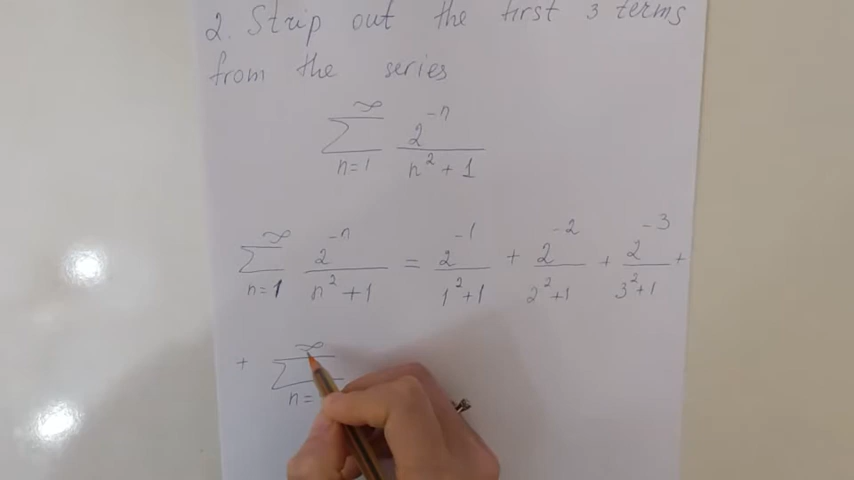 2. Strip out the first 3 terms
from the series
∑_{n=1}^{∞} 2^{-n} / (n^2 + 1)
∑_{n=1}^{∞} 2^{-n} / (n^2 + 1) = 2^{-1} / (1^2 + 1) + 2^{-2} / (2^2 + 1) + 2^{-3} / (3^2 + 1) +
+ ∑_{n=}^{∞}